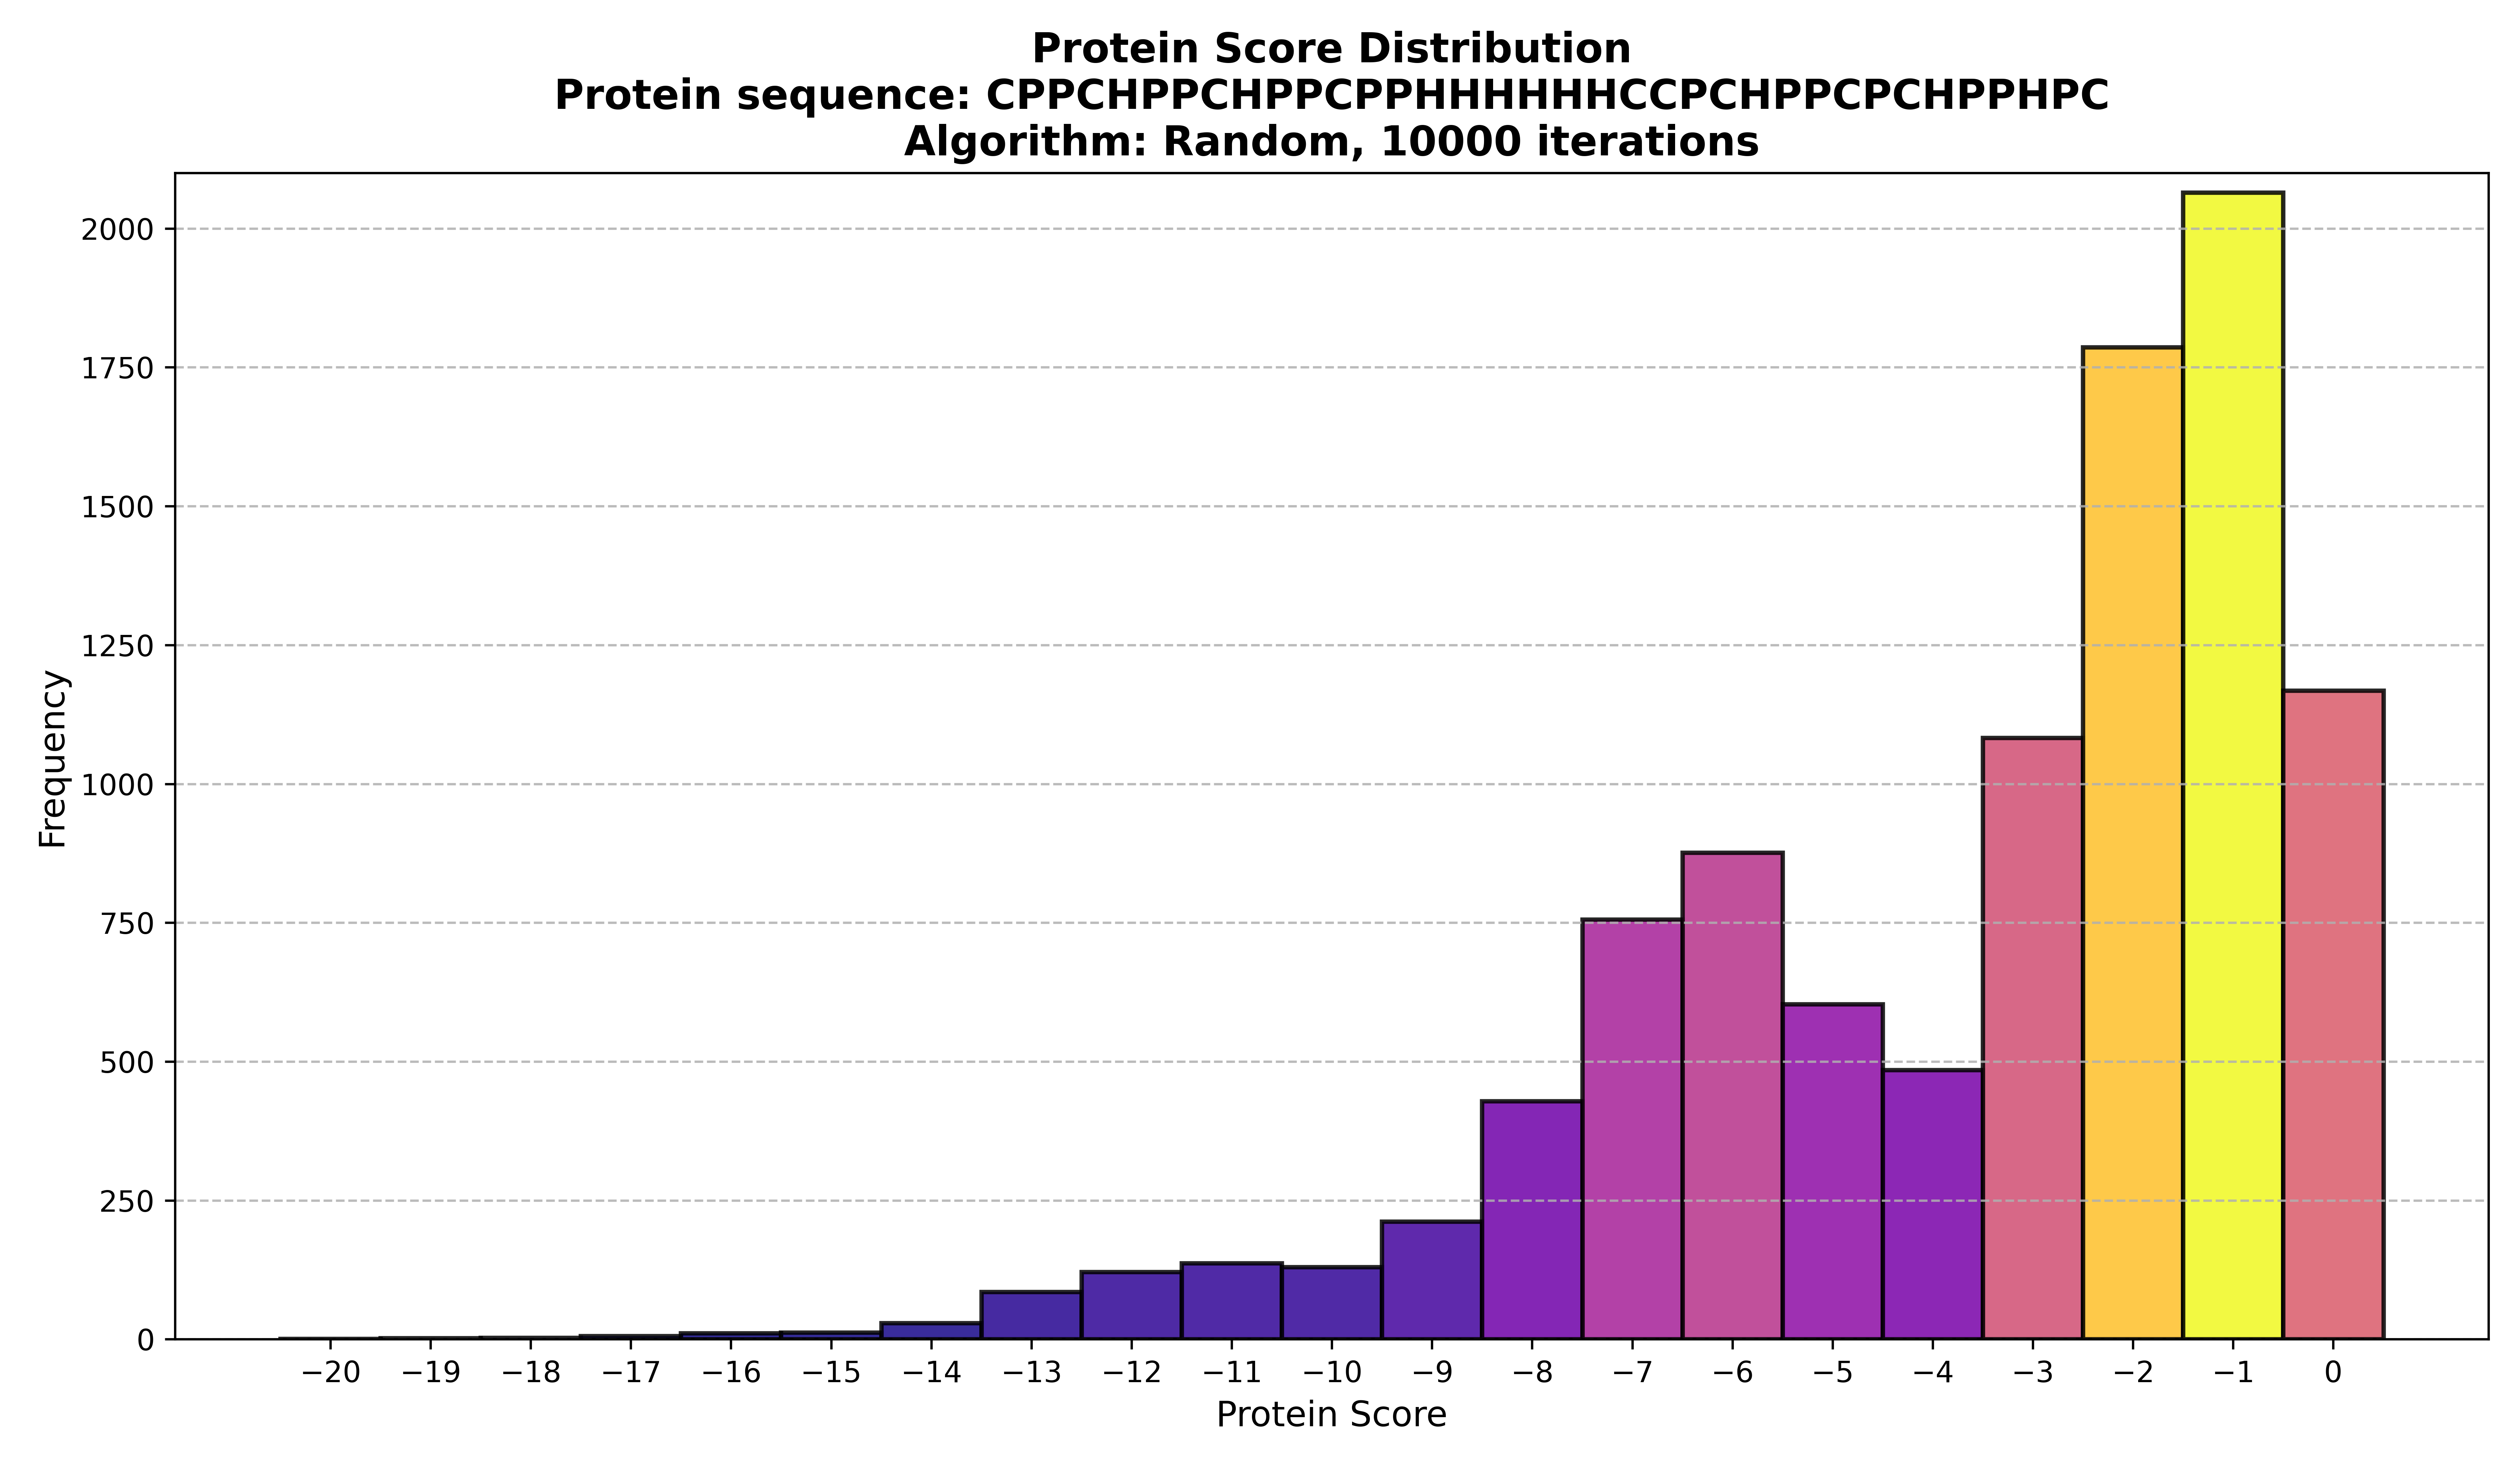 Protein Score Distribution
Protein sequence: CPPCHPPCHPPCPPHHHHHHHCCPCHPPCPCHPPHPC
Algorithm: Random, 10000 iterations
2000
1750
1500
1250
1000
750
500
250
0
Frequency
−20 −19 −18 −17 −16 −15 −14 −13 −12 −11 −10 −9 −8 −7 −6 −5 −4 −3 −2 −1 0
Protein Score